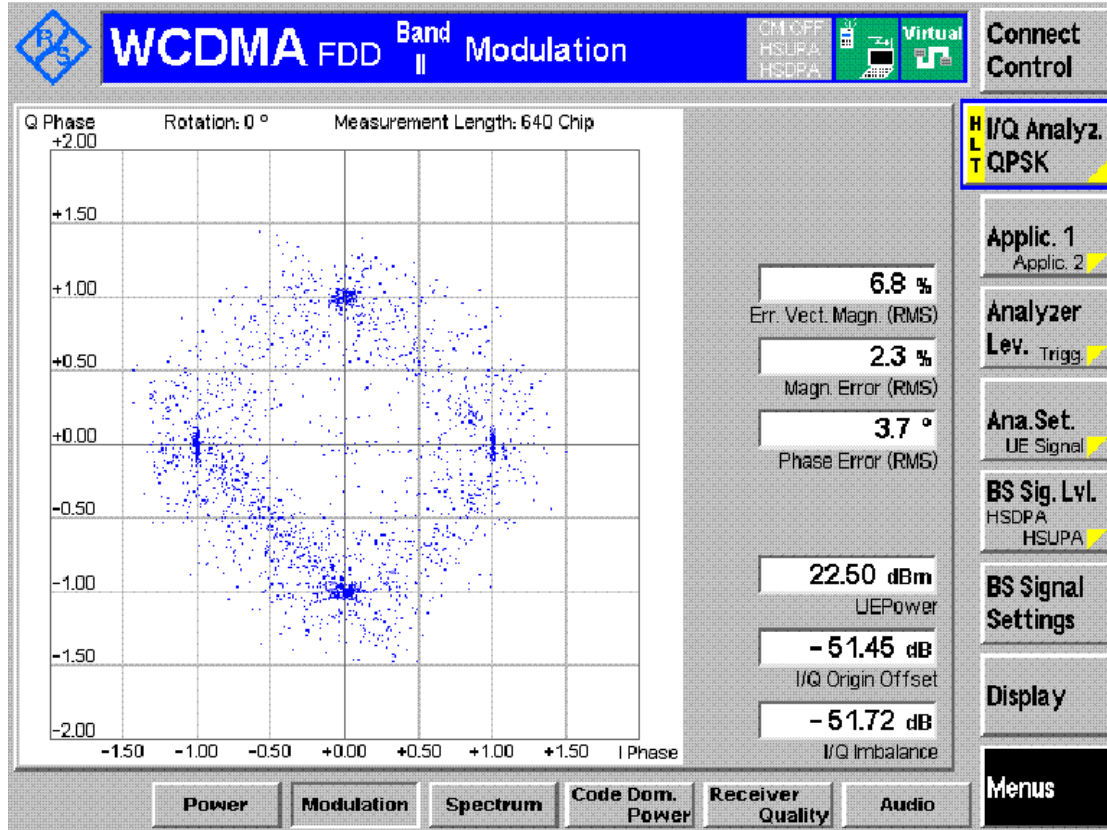 R&S
WCDMA FDD Band II Modulation
CM:OFF
HSUPA
HSDPA
Virtual
Connect
Control
Q Phase Rotation: 0 ° Measurement Length: 640 Chip
HLT
I/Q Analyz.
QPSK
+2.00
+1.50
+1.00
+0.50
+0.00
-0.50
-1.00
-1.50
-2.00
-1.50 -1.00 -0.50 +0.00 +0.50 +1.00 +1.50 I Phase
6.8 %
Err. Vect. Magn. (RMS)
2.3 %
Magn. Error (RMS)
3.7 °
Phase Error (RMS)
22.50 dBm
UEPower
-51.45 dB
I/Q Origin Offset
-51.72 dB
I/Q Imbalance
Applic. 1
Applic. 2
Analyzer
Lev. Trigg.
Ana.Set.
UE Signal
BS Sig. Lvl.
HSDPA
HSUPA
BS Signal
Settings
Display
Menus
Power
Modulation
Spectrum
Code Dom.
Power
Receiver
Quality
Audio